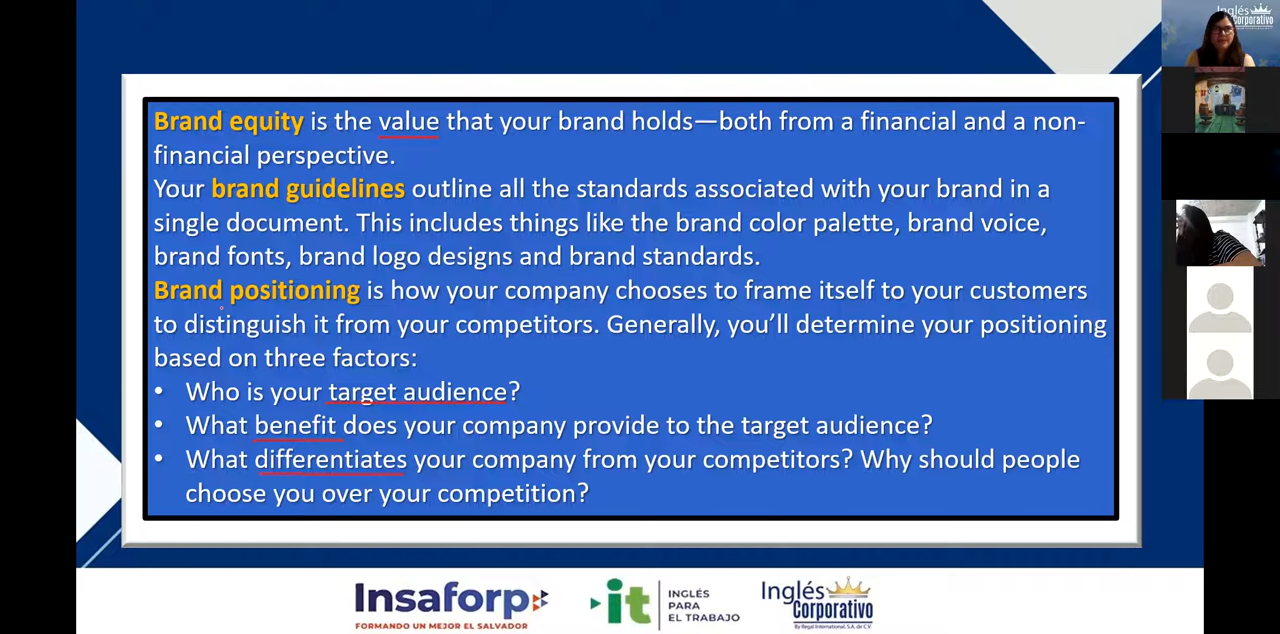 Inglés
Corporativo
Brand equity is the value that your brand holds—both from a financial and a non-
financial perspective.
Your brand guidelines outline all the standards associated with your brand in a
single document. This includes things like the brand color palette, brand voice,
brand fonts, brand logo designs and brand standards.
Brand positioning is how your company chooses to frame itself to your customers
to distinguish it from your competitors. Generally, you’ll determine your positioning
based on three factors:
• Who is your target audience?
• What benefit does your company provide to the target audience?
• What differentiates your company from your competitors? Why should people
choose you over your competition?
Insaforp
FORMANDO UN MEJOR EL SALVADOR
it
INGLÉS
PARA
EL TRABAJO
Inglés
Corporativo
By Regal International, S.A. de C.V.